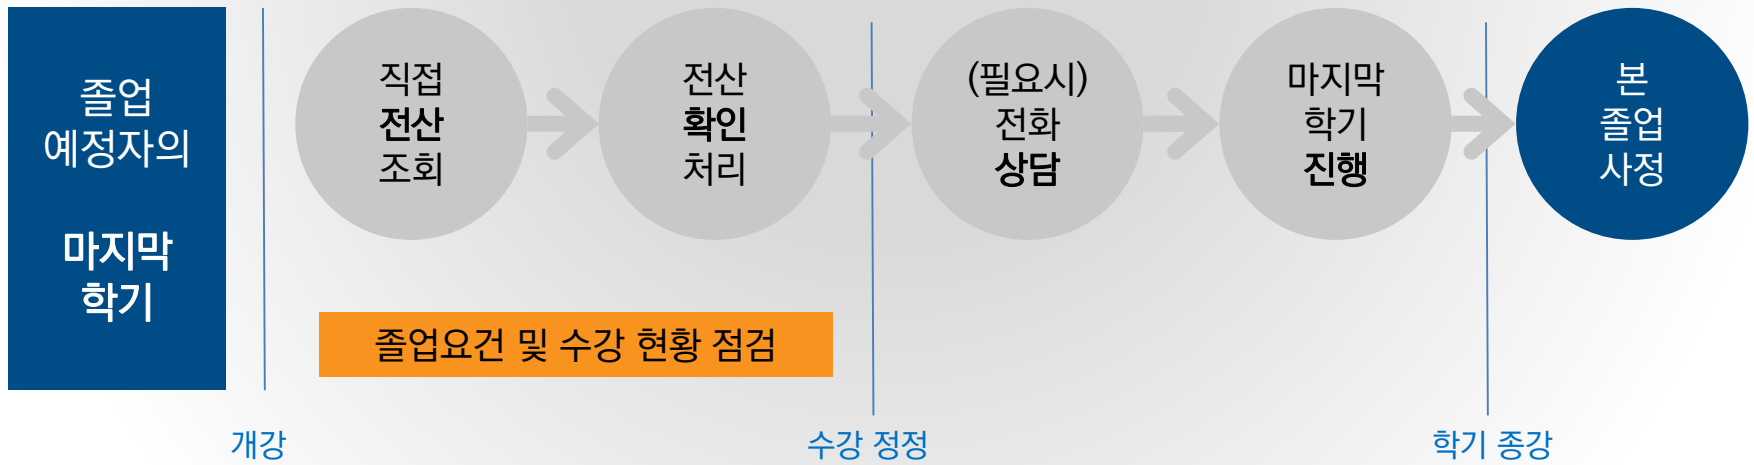 졸업
예정자의
마지막
학기
직접
전산
조회
전산
확인
처리
(필요시)
전화
상담
마지막
학기
진행
본
졸업
사정
졸업요건 및 수강 현황 점검
개강
수강 정정
학기 종강